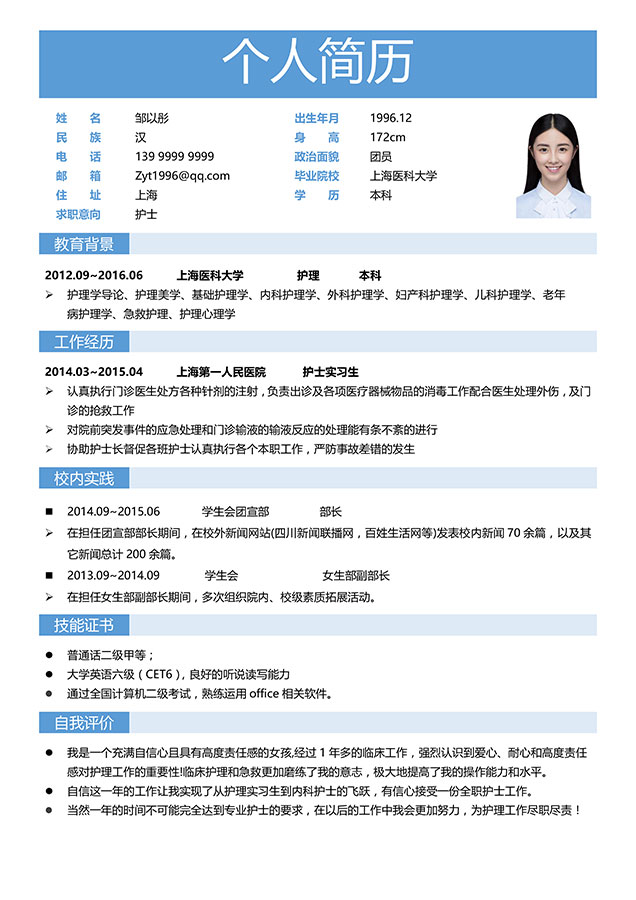 个人简历
姓 名 邹以彤 出生年月 1996.12
民 族 汉 身 高 172cm
电 话 139 9999 9999 政治面貌 团员
邮 箱 Zyt1996@qq.com 毕业院校 上海医科大学
住 址 上海 学 历 本科
求职意向 护士
教育背景
2012.09~2016.06 上海医科大学 护理 本科
➢ 护理学导论、护理美学、基础护理学、内科护理学、外科护理学、妇产科护理学、儿科护理学、老年
病护理学、急救护理、护理心理学
工作经历
2014.03~2015.04 上海第一人民医院 护士实习生
➢ 认真执行门诊医生处方各种针剂的注射，负责出诊及各项医疗器械物品的消毒工作配合医生处理外伤，及门
诊的抢救工作
➢ 对院前突发事件的应急处理和门诊输液的输液反应的处理能有条不紊的进行
➢ 协助护士长督促各班护士认真执行各个本职工作，严防事故差错的发生
校内实践
■ 2014.09~2015.06 学生会团宣部 部长
➢ 在担任团宣部部长期间，在校外新闻网站(四川新闻联播网，百姓生活网等)发表校内新闻 70 余篇，以及其
它新闻总计 200 余篇。
■ 2013.09~2014.09 学生会 女生部副部长
➢ 在担任女生部副部长期间，多次组织院内、校级素质拓展活动。
技能证书
● 普通话二级甲等；
● 大学英语六级（CET6），良好的听说读写能力
● 通过全国计算机二级考试，熟练运用 office 相关软件。
自我评价
● 我是一个充满自信心且具有高度责任感的女孩,经过 1 年多的临床工作，强烈认识到爱心、耐心和高度责任
感对护理工作的重要性!临床护理和急救更加磨练了我的意志，极大地提高了我的操作能力和水平。
● 自信这一年的工作让我实现了从护理实习生到内科护士的飞跃，有信心接受一份全职护士工作。
● 当然一年的时间不可能完全达到专业护士的要求，在以后的工作中我会更加努力，为护理工作尽职尽责！